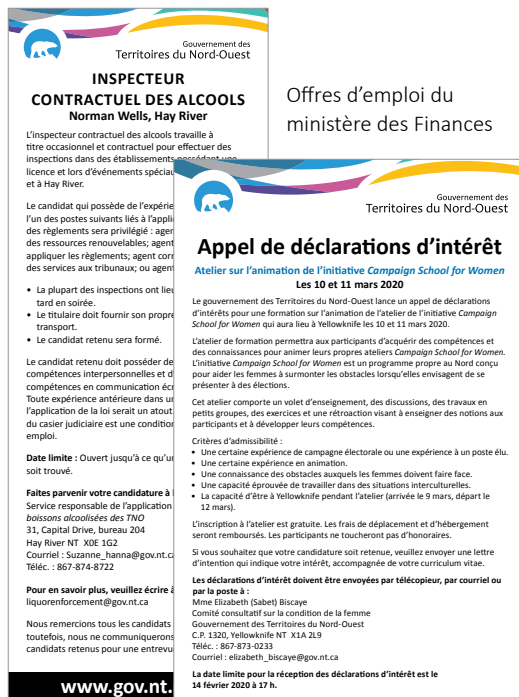 Gouvernement des
Territoires du Nord-Ouest
INSPECTEUR
CONTRACTUEL DES ALCOOLS
Norman Wells, Hay River
L'inspecteur contractuel des alcools travaille à
titre occasionnel et contractuel pour effectuer des
inspections dans des établissements possédant une
licence et lors d'événements
et à Hay River.
Le candidat qui possède de
l'un des postes suivants liés à
des règlements sera privilégié :
des ressources renouvelables;
appliquer les règlements; agent
des services aux tribunaux; ou
• La plupart des inspections ont
tard en soirée.
• Le titulaire doit fournir son propre
transport.
• Le candidat retenu sera formé.
Le candidat retenu doit posséder de
compétences interpersonnelles et
compétences en communication
Toute expérience antérieure dans
l'application de la loi serait un atout.
du casier judiciaire est une
emploi.
Date limite : Ouvert jusqu'à ce
soit trouvé.
Faites parvenir votre candidature à
Service responsable de l'application
boissons alcoolisées des TNO
31, Capital Drive, bureau 204
Hay River NT  X0E 1G2
Courriel : Suzanne_hanna@gov.nt.ca
Téléc. : 867-874-8722
Pour en savoir plus, veuillez écrire à
liquorenforcement@gov.nt.ca
Nous remercions tous les candidats
toutefois, nous ne communiquerons
candidats retenus pour une
www.gov.nt.
Offres d'emploi du
ministère des Finances
Gouvernement des
Territoires du Nord-Ouest
Appel de déclarations d'intérêt
Atelier sur l'animation de l'initiative Campaign School for Women
Les 10 et 11 mars 2020
Le gouvernement des Territoires du Nord-Ouest lance un appel de déclarations
d'intérêts pour une formation sur l'animation de l'atelier de l'initiative Campaign
School for Women qui aura lieu à Yellowknife les 10 et 11 mars 2020.
L'atelier de formation permettra aux participants d'acquérir des compétences et
des connaissances pour animer leurs propres ateliers Campaign School for Women.
L'initiative Campaign School for Women est un programme propre au Nord conçu
pour aider les femmes à surmonter les obstacles lorsqu'elles envisagent de se
présenter à des élections.
Cet atelier comporte un volet d'enseignement, des discussions, des travaux en
petits groupes, des exercices et une rétroaction visant à enseigner des notions aux
participants et à développer leurs compétences.
Critères d'admissibilité :
• Une certaine expérience de campagne électorale ou une expérience à un poste élu.
• Une certaine expérience en animation.
• Une connaissance des obstacles auxquels les femmes doivent faire face.
• Une capacité éprouvée de travailler dans des situations interculturelles.
• La capacité d'être à Yellowknife pendant l'atelier (arrivée le 9 mars, départ le
12 mars).
L'inscription à l'atelier est gratuite. Les frais de déplacement et d'hébergement
seront remboursés. Les participants ne toucheront pas d'honoraires.
Si vous souhaitez que votre candidature soit retenue, veuillez envoyer une lettre
d'intention qui indique votre intérêt, accompagnée de votre curriculum vitae.
Les déclarations d'intérêt doivent être envoyées par télécopieur, par courriel ou
par la poste à :
Mme Elizabeth (Sabet) Biscaye
Comité consultatif sur la condition de la femme
Gouvernement des Territoires du Nord-Ouest
C.P. 1320, Yellowknife NT  X1A 2L9
Téléc. : 867-873-0233
Courriel : elizabeth_biscaye@gov.nt.ca
La date limite pour la réception des déclarations d'intérêt est le
14 février 2020 à 17 h.